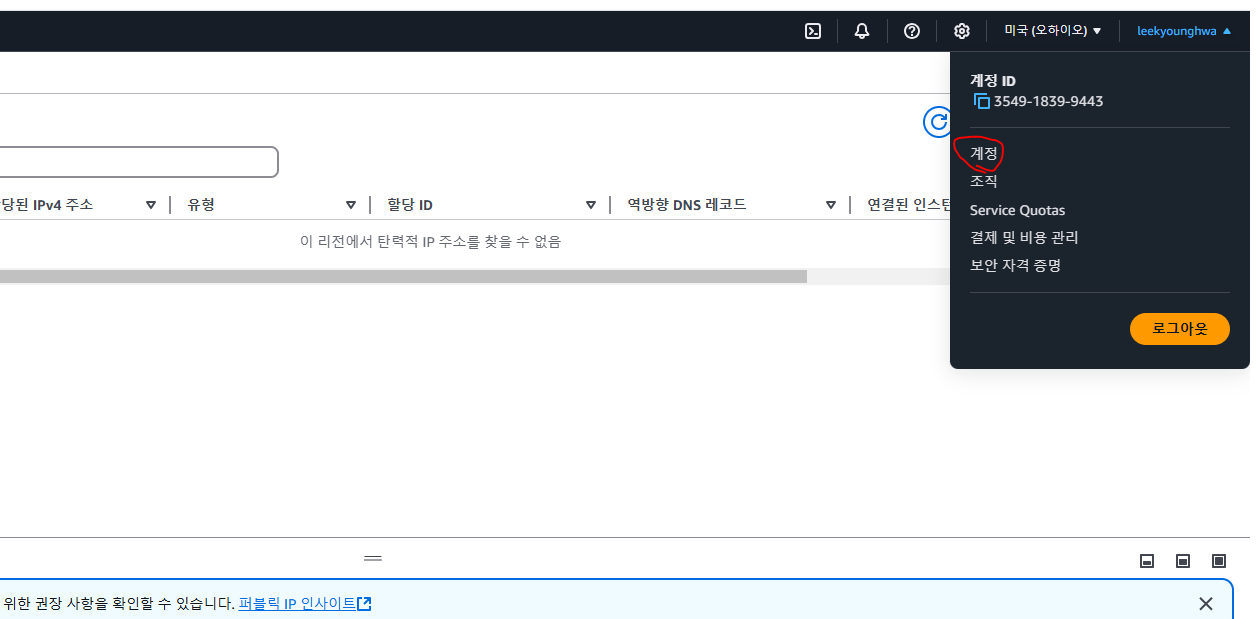 미국 (오하이오)
leekyounghwa
계정 ID
3549-1839-9443
계정
조직
Service Quotas
결제 및 비용 관리
보안 자격 증명
로그아웃
당된 IPv4 주소 유형 할당 ID 역방향 DNS 레코드 연결된 인스턴
이 리전에서 탄력적 IP 주소를 찾을 수 없음
위한 권장 사항을 확인할 수 있습니다. 퍼블릭 IP 인사이트